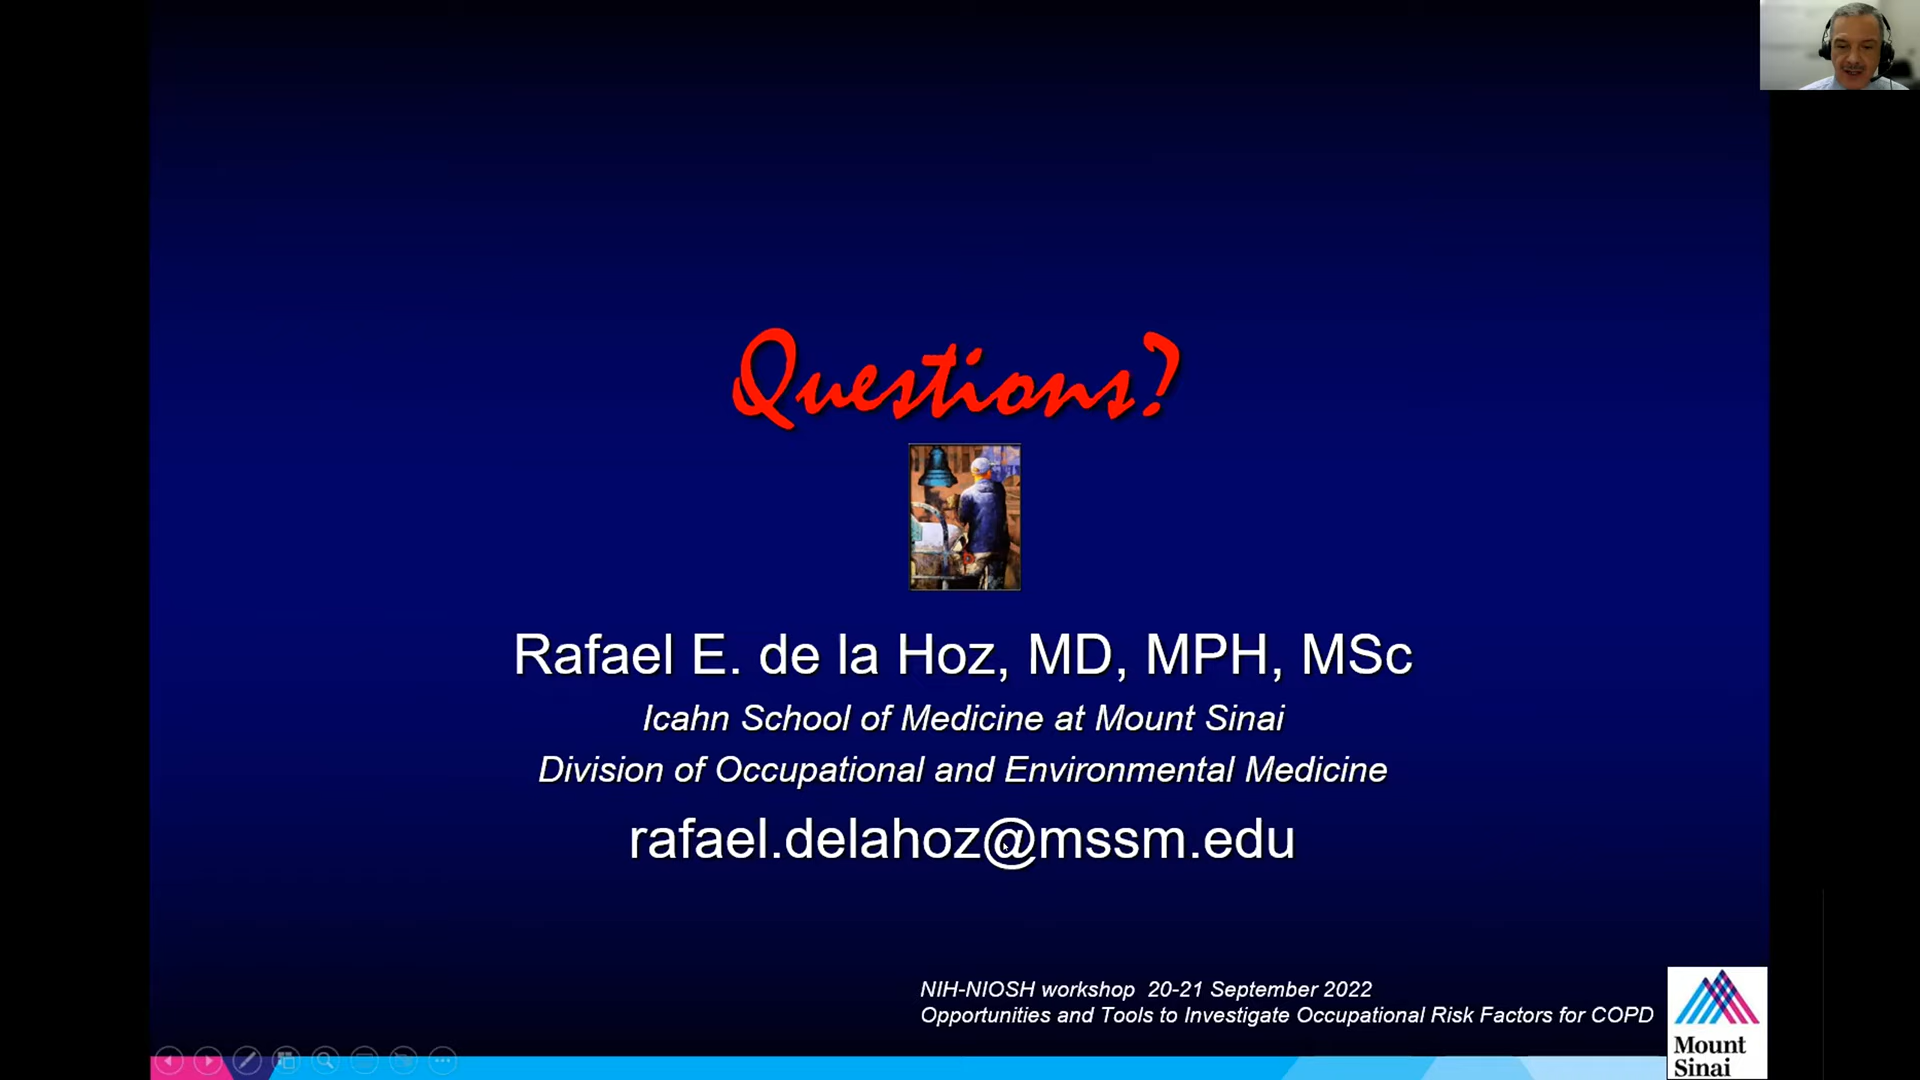 Questions?
Rafael E. de la Hoz, MD, MPH, MSc
Icahn School of Medicine at Mount Sinai
Division of Occupational and Environmental Medicine
rafael.delahoz@mssm.edu
NIH-NIOSH workshop 20-21 September 2022
Opportunities and Tools to Investigate Occupational Risk Factors for COPD
Mount
Sinai